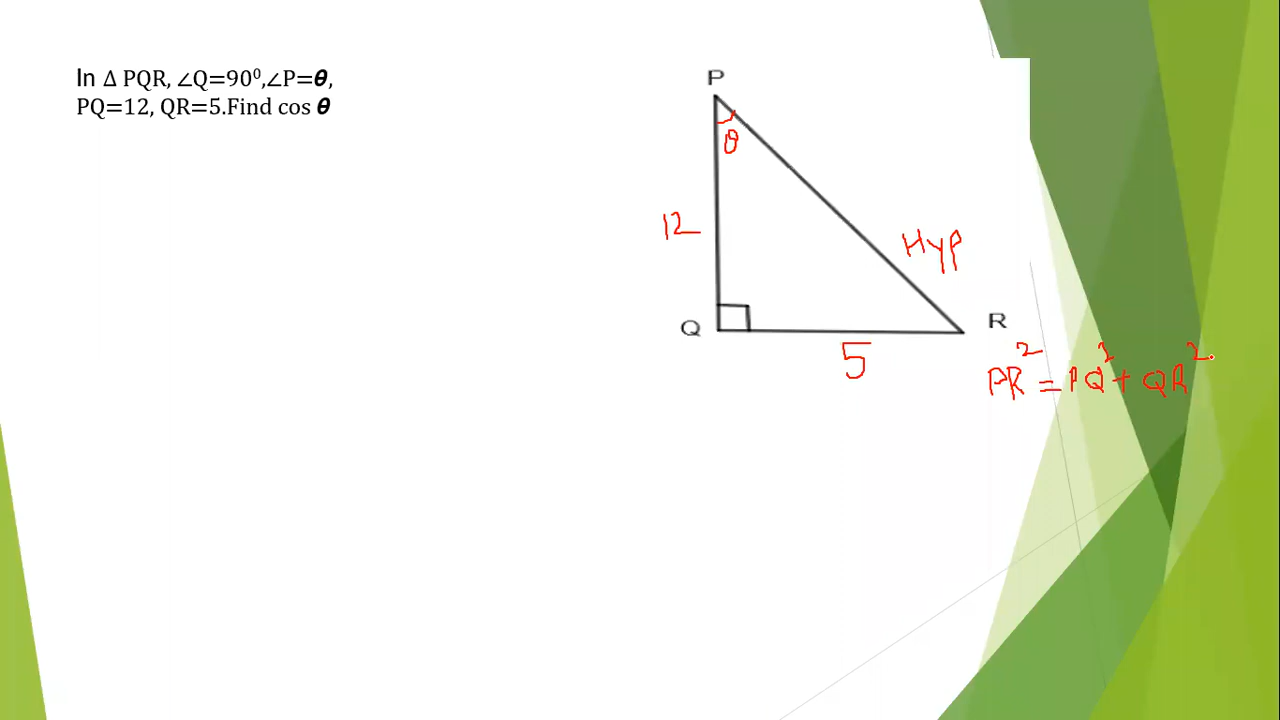 In Δ PQR, ∠Q=90⁰,∠P=θ,
PQ=12, QR=5.Find cos θ
P
θ
12
Hyp
Q
R
5
PR² = PQ² + QR²